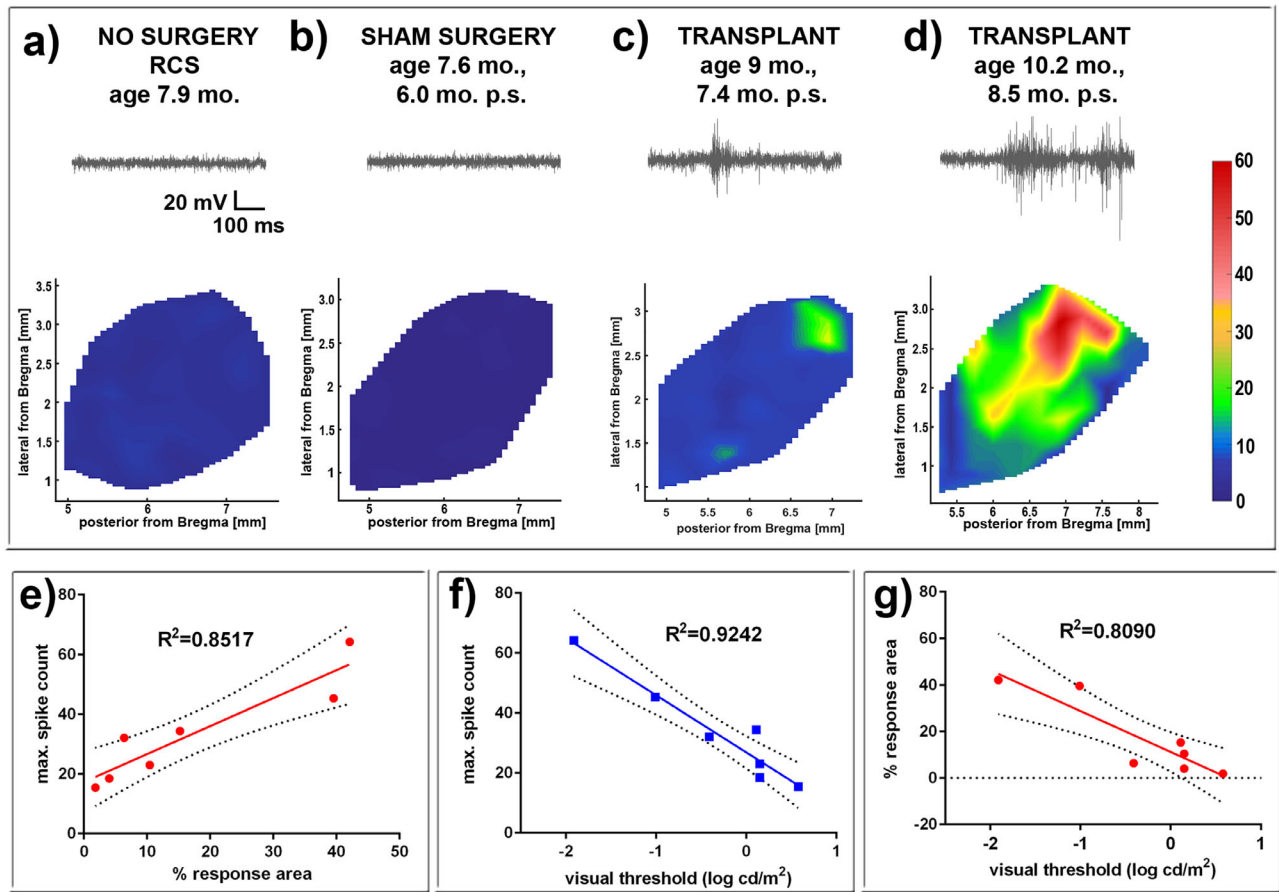 a) NO SURGERY
RCS
age 7.9 mo.
b) SHAM SURGERY
age 7.6 mo.,
6.0 mo. p.s.
c) TRANSPLANT
age 9 mo.,
7.4 mo. p.s.
d) TRANSPLANT
age 10.2 mo.,
8.5 mo. p.s.
20 mV
100 ms
60
50
40
30
20
10
0
lateral from Bregma [mm]
3.5
3.0
2.5
2
1.5
1
5 6 7
posterior from Bregma [mm]
lateral from Bregma [mm]
3.0
2.5
2
1.5
1
5 6 7
posterior from Bregma [mm]
lateral from Bregma [mm]
3
2.5
2
1.5
1
5 5.5 6 6.5 7
posterior from Bregma [mm]
lateral from Bregma [mm]
3.0
2.5
2
1.5
1
5.5 6 6.5 7 7.5 8
posterior from Bregma [mm]
e)
R²=0.8517
max. spike count
80
60
40
20
0
0 10 20 30 40 50
% response area
f)
R²=0.9242
max. spike count
80
60
40
20
0
-2 -1 0 1
visual threshold (log cd/m²)
g)
R²=0.8090
% response area
80
60
40
20
0
-20
-2 -1 0 1
visual threshold (log cd/m²)